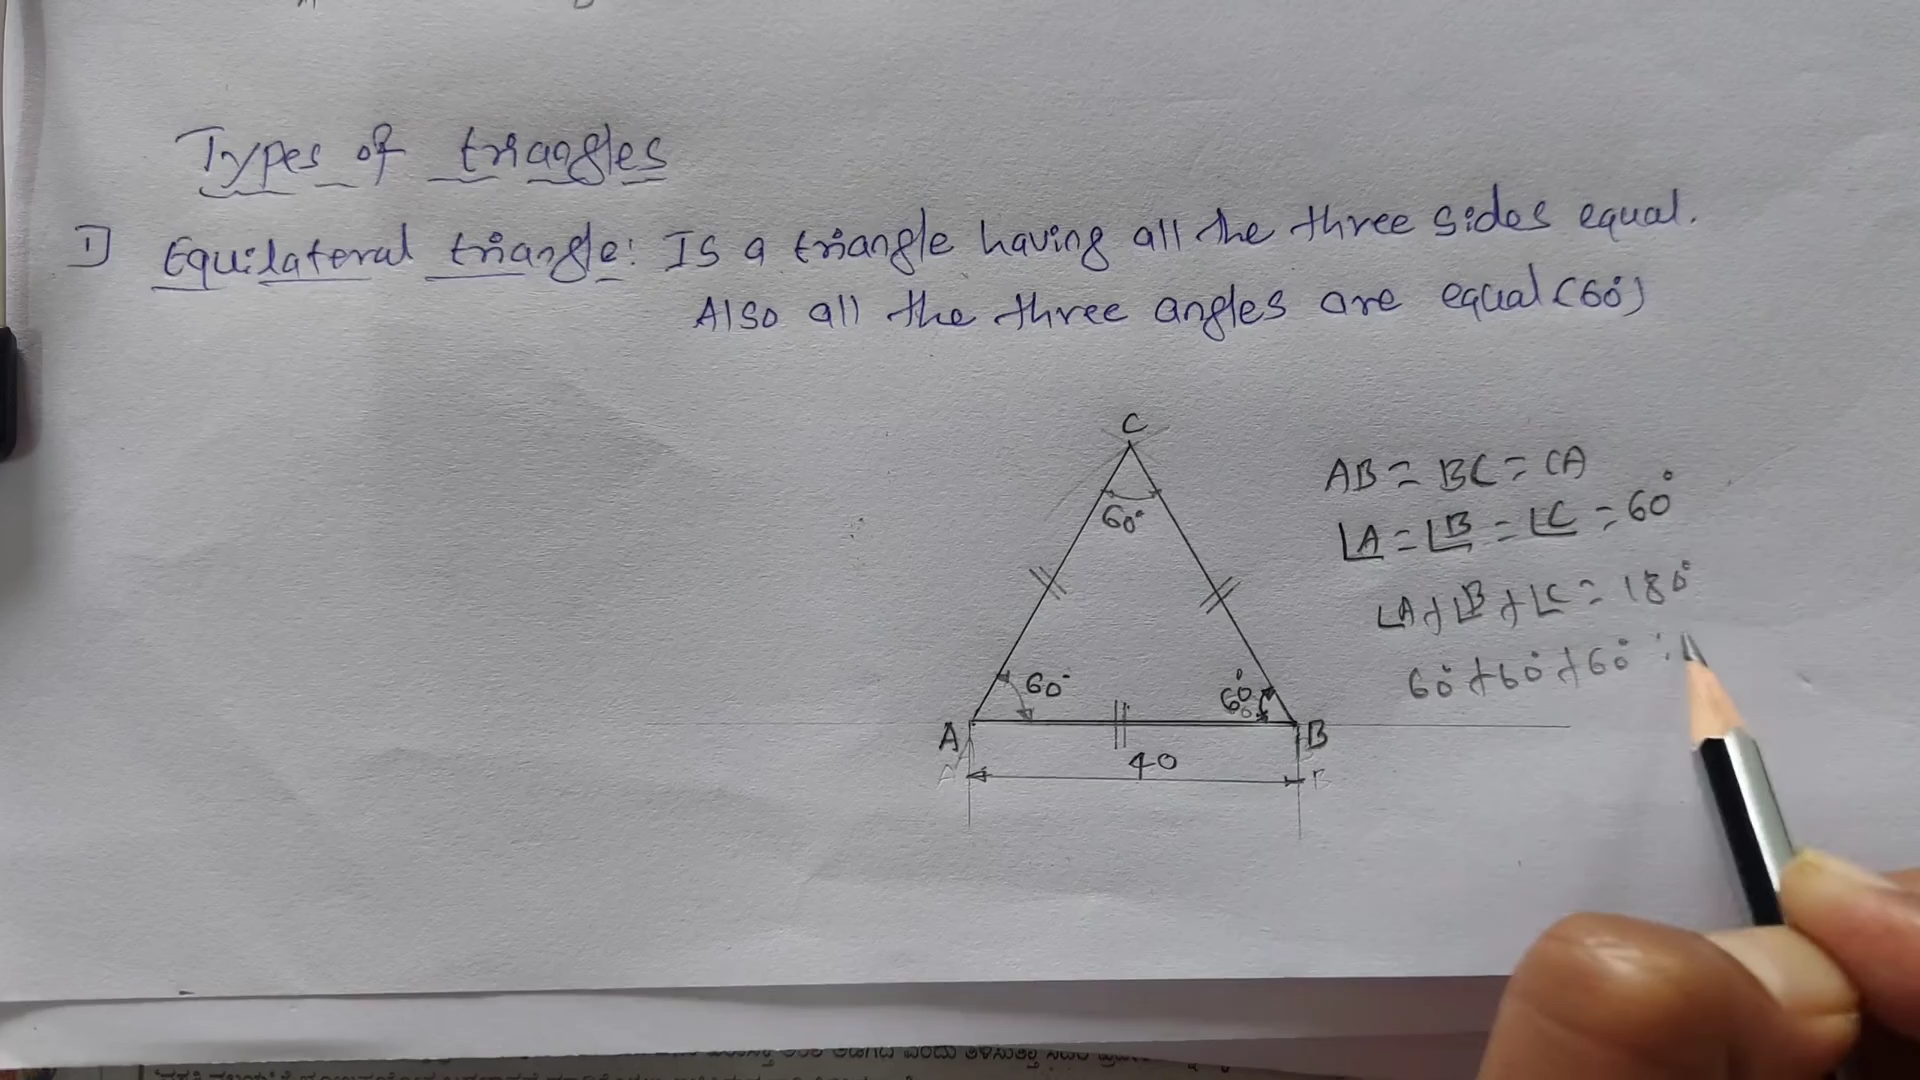 Types of triangles
1] Equilateral triangle: Is a triangle having all the three sides equal.
Also all the three angles are equal (60°)
C
60°
60°
60°
A
B
40
AB = BC = CA
∠A = ∠B = ∠C = 60°
∠A + ∠B + ∠C = 180°
60° + 60° + 60° =